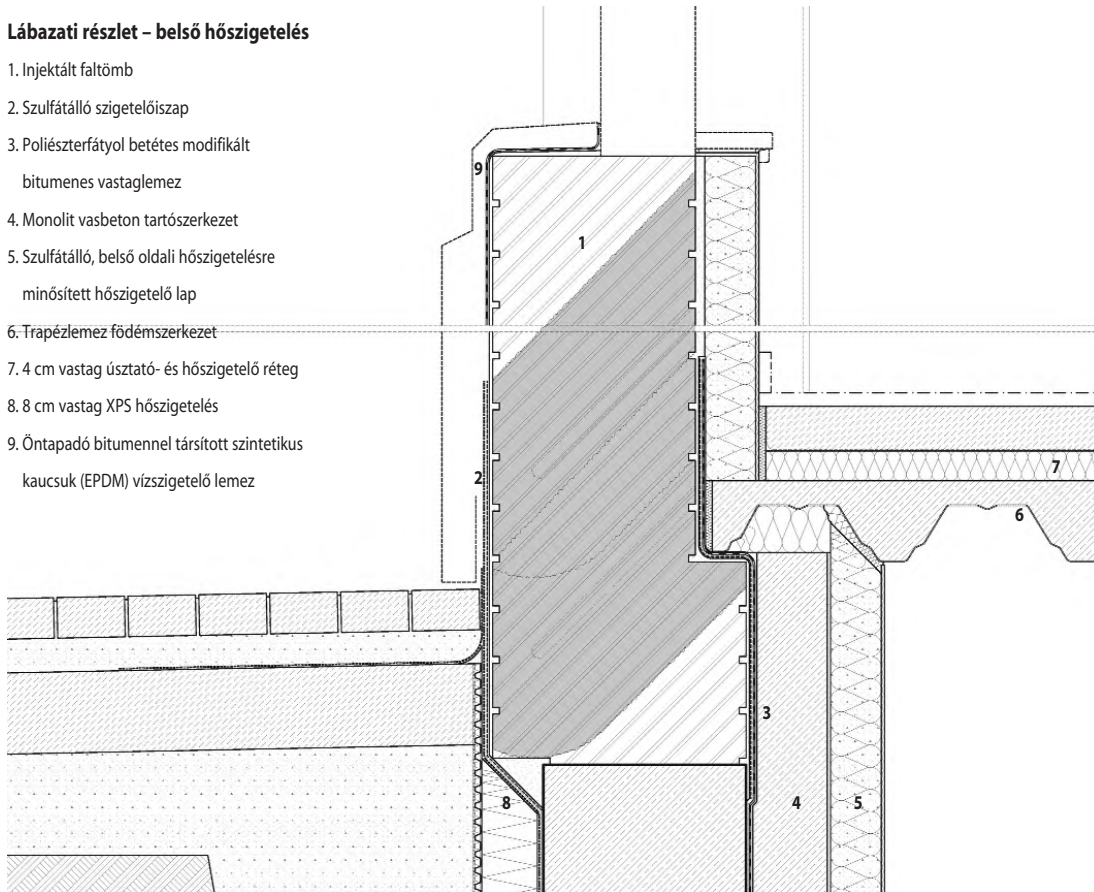 Lábazati részlet – belső hőszigetelés
1. Injektált faltömb
2. Szulfátálló szigetelőiszap
3. Poliészterfátyol betétes modifikált
bitumenes vastaglemez
4. Monolit vasbeton tartószerkezet
5. Szulfátálló, belső oldali hőszigetelésre
minősített hőszigetelő lap
6. Trapézlemez födémszerkezet
7. 4 cm vastag úsztató- és hőszigetelő réteg
8. 8 cm vastag XPS hőszigetelés
9. Öntapadó bitumennel társított szintetikus
kaucsuk (EPDM) vízszigetelő lemez
9
1
2
7
6
3
8
4
5